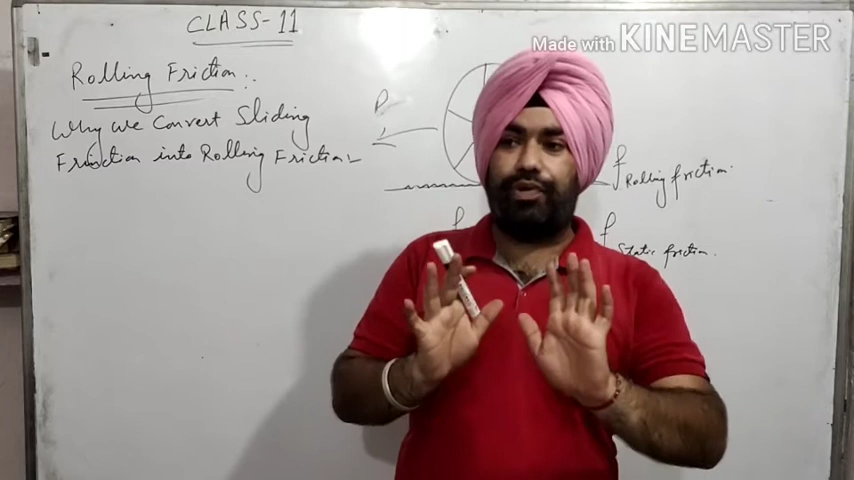 CLASS-11
Made with KINEMASTER
Rolling Friction :-
Why we Convert Sliding
Friction into Rolling Friction:-
P
f Rolling friction.
f
f Static friction.